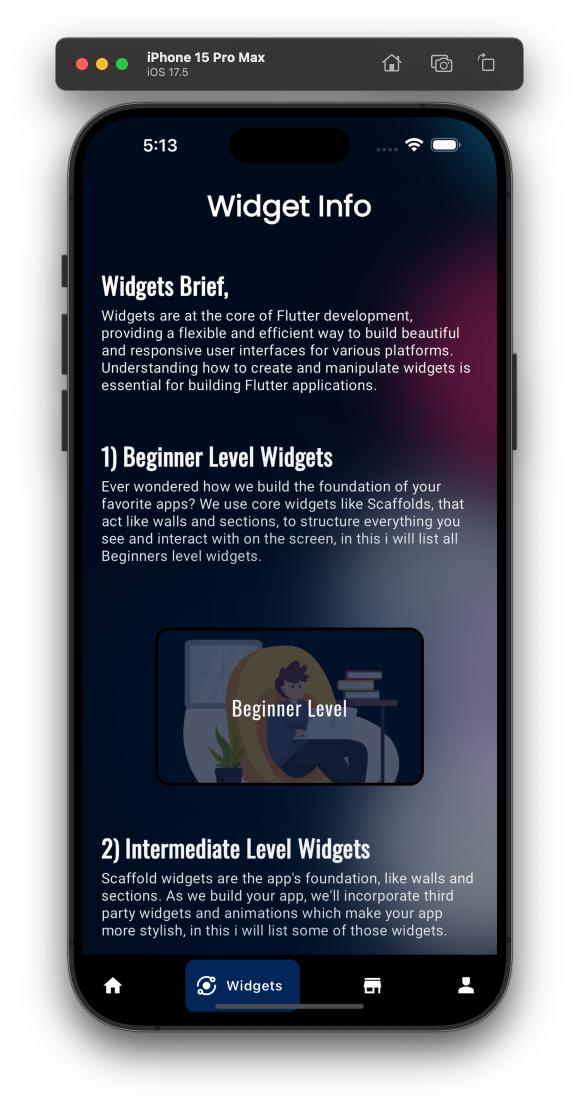 iPhone 15 Pro Max
iOS 17.5
5:13
Widget Info
Widgets Brief,
Widgets are at the core of Flutter development,
providing a flexible and efficient way to build beautiful
and responsive user interfaces for various platforms.
Understanding how to create and manipulate widgets is
essential for building Flutter applications.
1) Beginner Level Widgets
Ever wondered how we build the foundation of your
favorite apps? We use core widgets like Scaffolds, that
act like walls and sections, to structure everything you
see and interact with on the screen, in this i will list all
Beginners level widgets.
Beginner Level
2) Intermediate Level Widgets
Scaffold widgets are the app's foundation, like walls and
sections. As we build your app, we'll incorporate third
party widgets and animations which make your app
more stylish, in this i will list some of those widgets.
Widgets